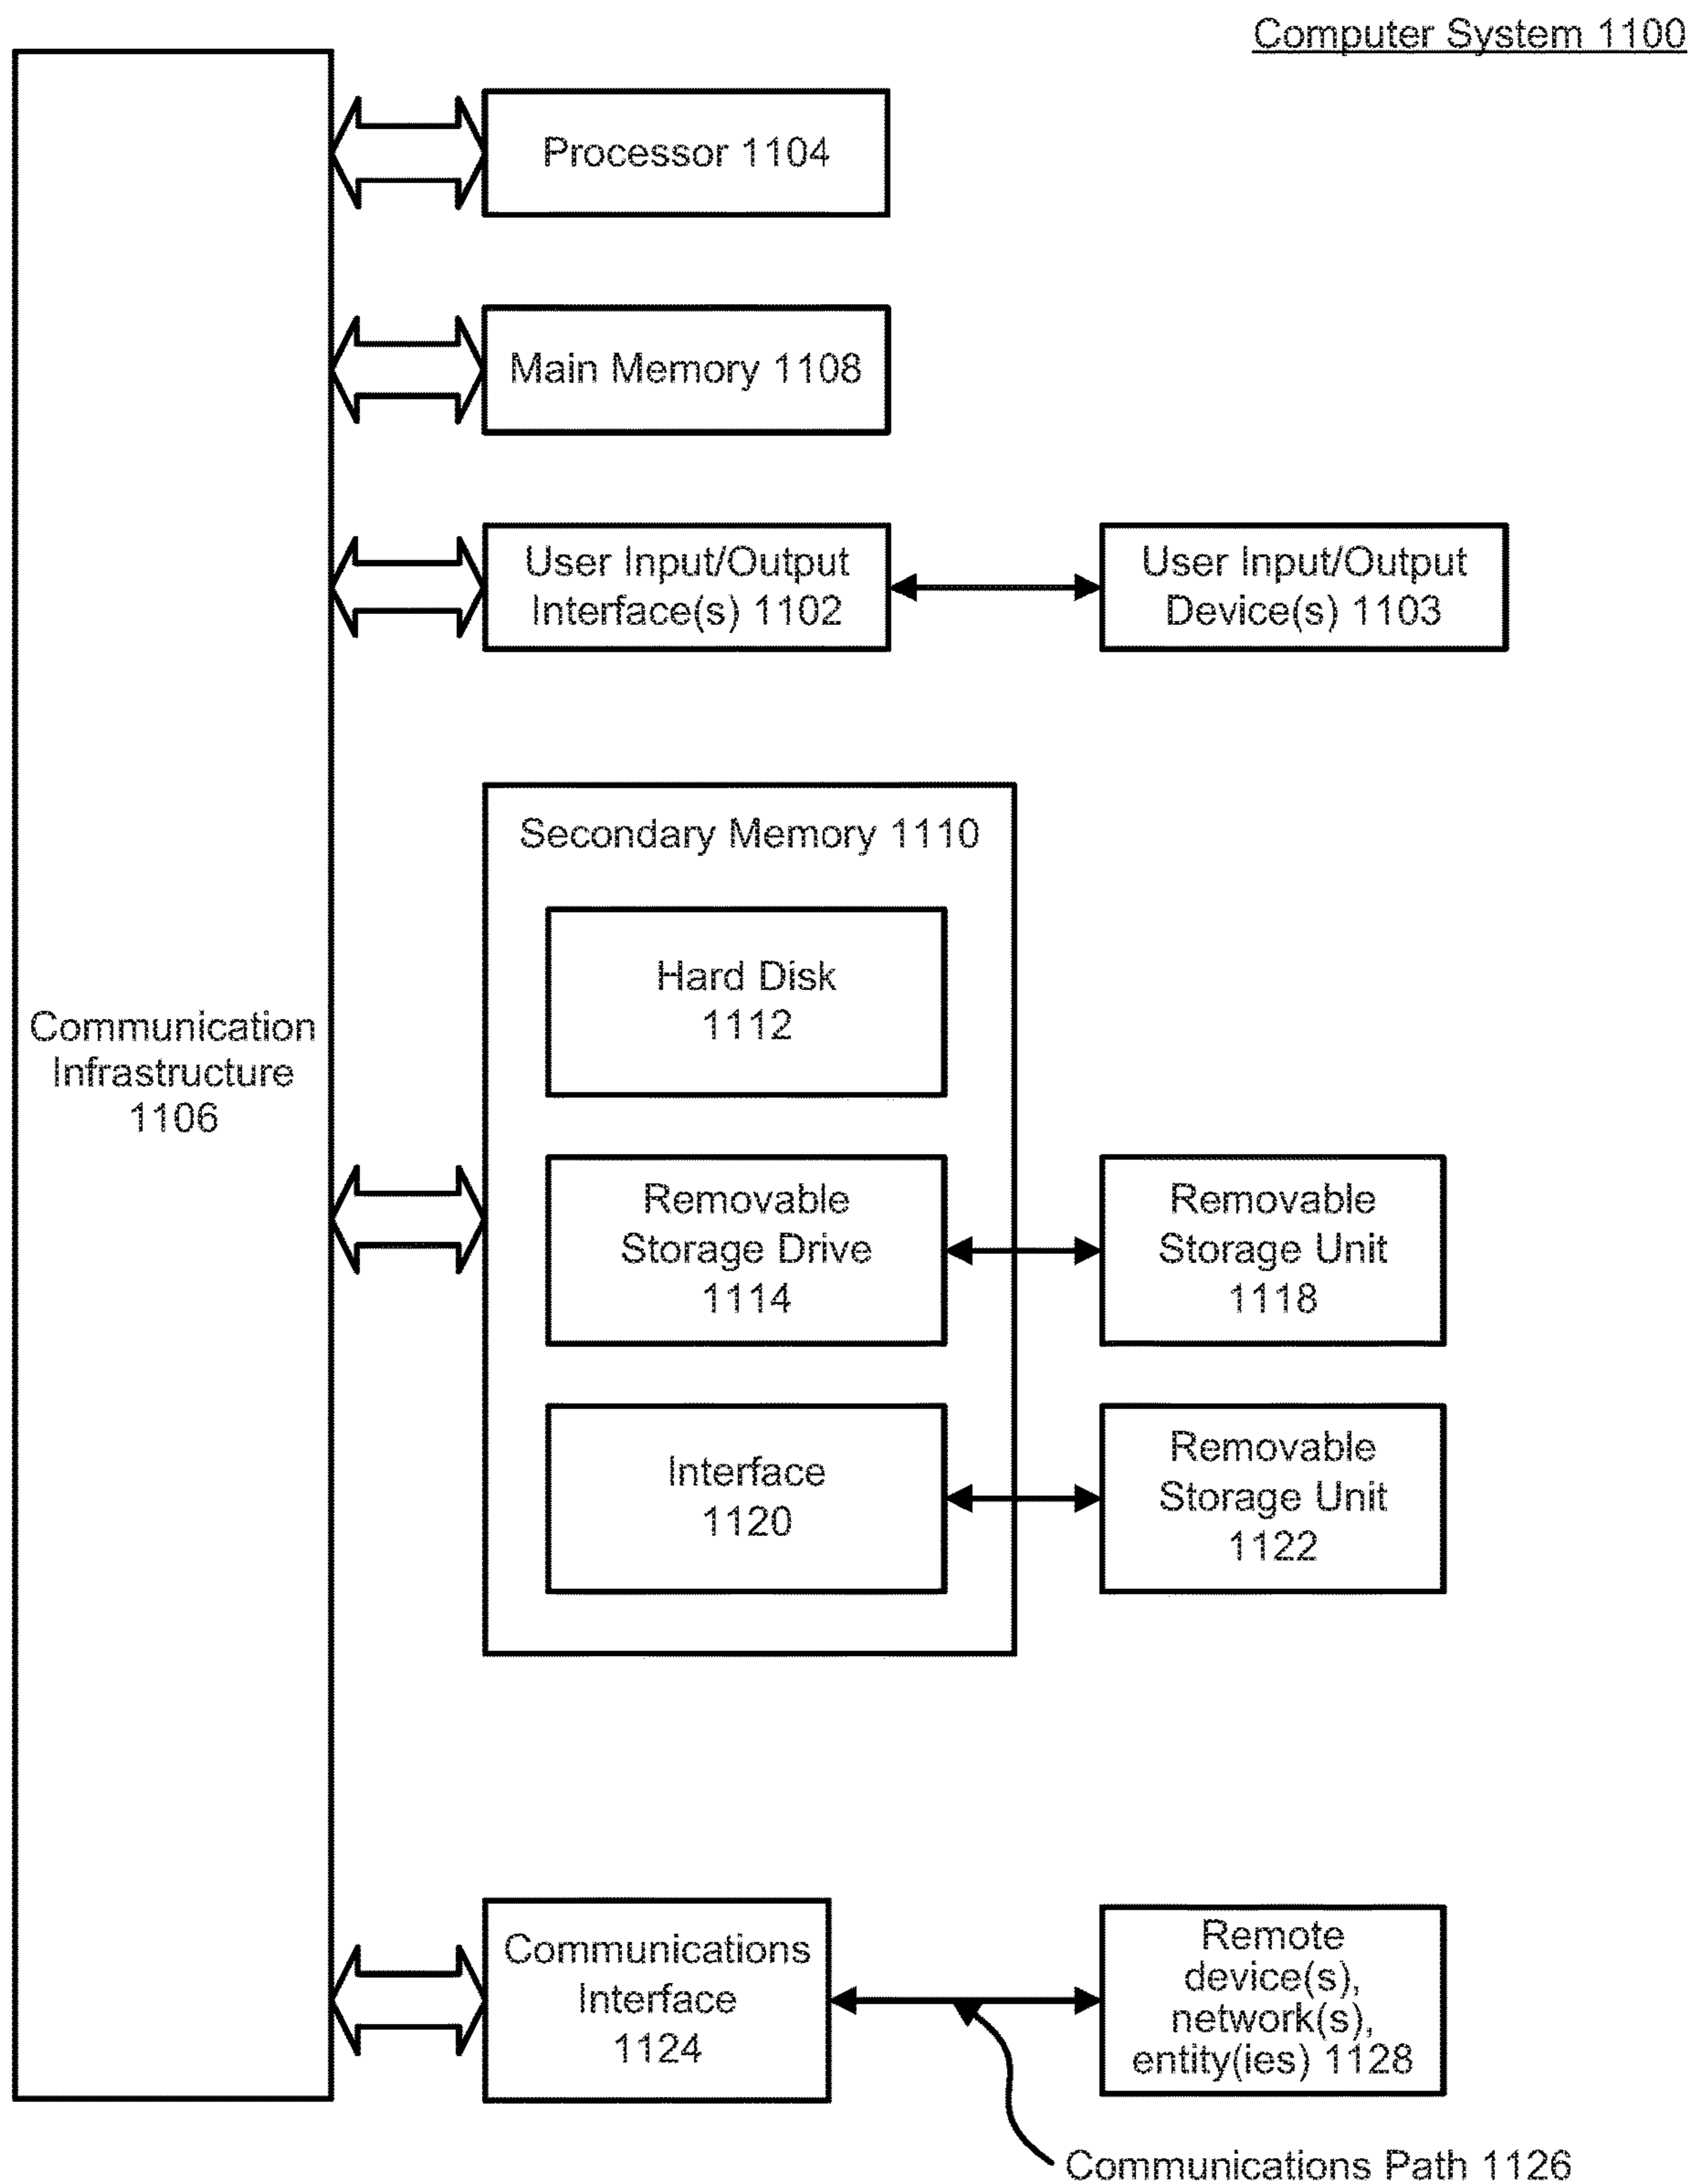 Computer System 1100
Processor 1104
Main Memory 1108
User Input/Output
Interface(s) 1102
User Input/Output
Device(s) 1103
Secondary Memory 1110
Hard Disk
1112
Communication
Infrastructure
1106
Removable
Storage Drive
1114
Removable
Storage Unit
1118
Interface
1120
Removable
Storage Unit
1122
Communications
Interface
1124
Remote
device(s),
network(s),
entity(ies) 1128
Communications Path 1126